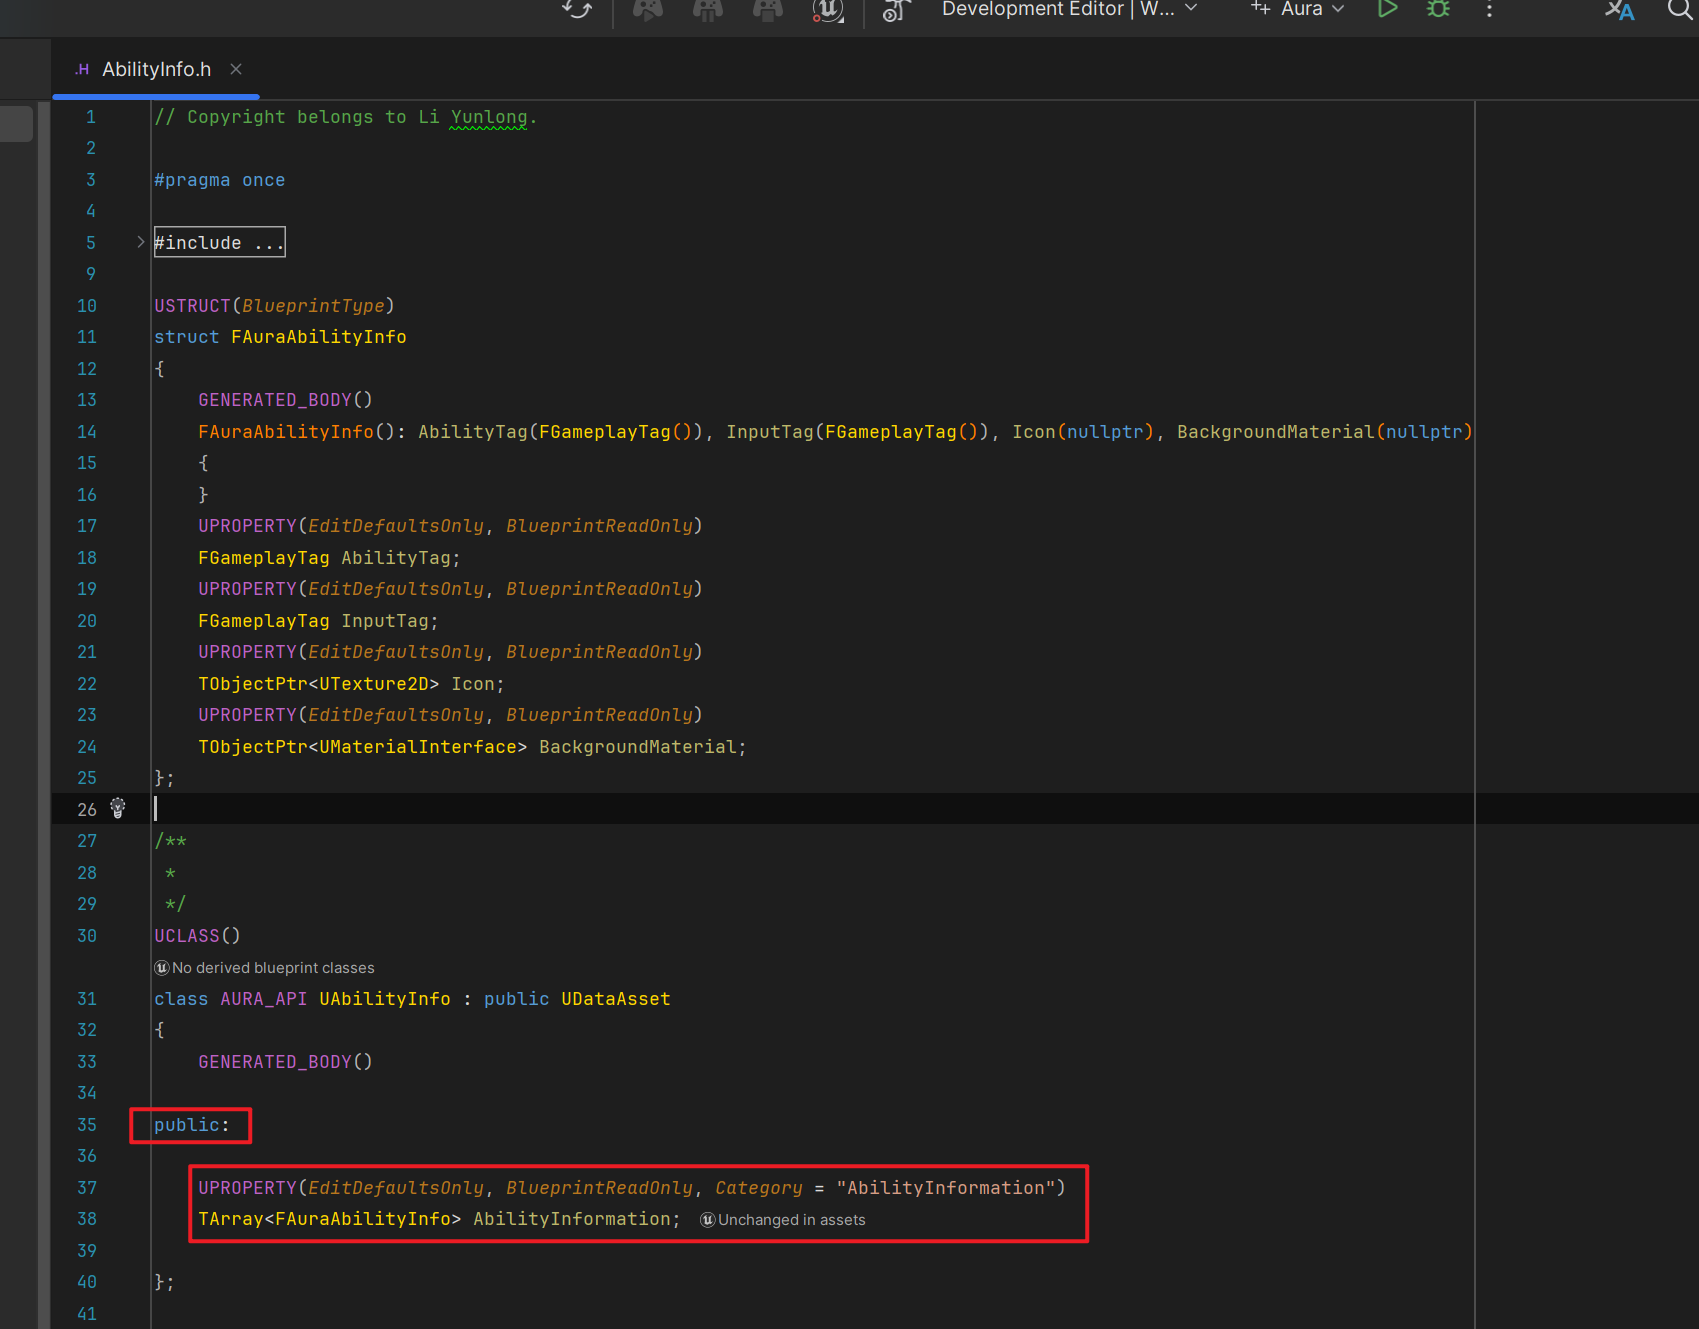 Development Editor | W...
Aura
.H AbilityInfo.h
1 // Copyright belongs to Li Yunlong.
2
3 #pragma once
4
5 #include ...
9
10 USTRUCT(BlueprintType)
11 struct FAuraAbilityInfo
12 {
13 GENERATED_BODY()
14 FAuraAbilityInfo(): AbilityTag(FGameplayTag()), InputTag(FGameplayTag()), Icon(nullptr), BackgroundMaterial(nullptr)
15 {
16 }
17 UPROPERTY(EditDefaultsOnly, BlueprintReadOnly)
18 FGameplayTag AbilityTag;
19 UPROPERTY(EditDefaultsOnly, BlueprintReadOnly)
20 FGameplayTag InputTag;
21 UPROPERTY(EditDefaultsOnly, BlueprintReadOnly)
22 TObjectPtr<UTexture2D> Icon;
23 UPROPERTY(EditDefaultsOnly, BlueprintReadOnly)
24 TObjectPtr<UMaterialInterface> BackgroundMaterial;
25 };
26
27 /**
28 *
29 */
30 UCLASS()
No derived blueprint classes
31 class AURA_API UAbilityInfo : public UDataAsset
32 {
33 GENERATED_BODY()
34
35 public:
36
37 UPROPERTY(EditDefaultsOnly, BlueprintReadOnly, Category = "AbilityInformation")
38 TArray<FAuraAbilityInfo> AbilityInformation; Unchanged in assets
39
40 };
41